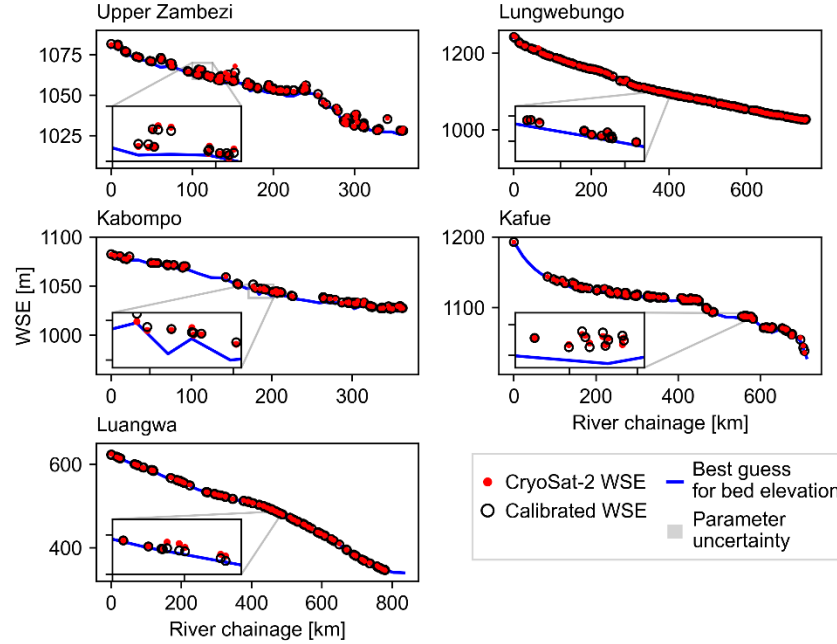 Upper Zambezi
1075
1050
1025
0 100 200 300
Lungwebungo
1200
1000
0 200 400 600
Kabompo
1100
1050
1000
0 100 200 300
WSE [m]
Kafue
1200
1100
0 200 400 600
River chainage [km]
Luangwa
600
400
0 200 400 600 800
River chainage [km]
CryoSat-2 WSE
Calibrated WSE
Best guess
for bed elevation
Parameter
uncertainty